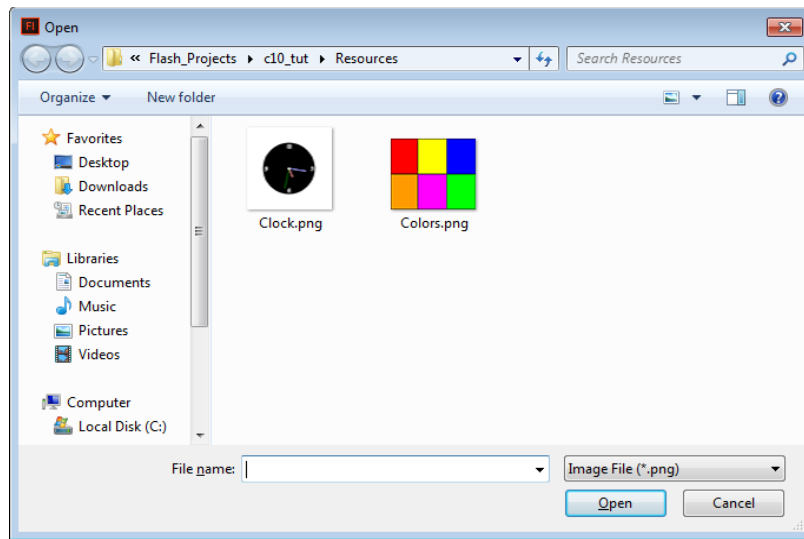 Fl Open
« Flash_Projects c10_tut Resources Search Resources
Organize New folder
Favorites
Desktop
Downloads
Recent Places
Libraries
Documents
Music
Pictures
Videos
Computer
Local Disk (C:)
Clock.png Colors.png
File name: Image File (*.png)
Open Cancel